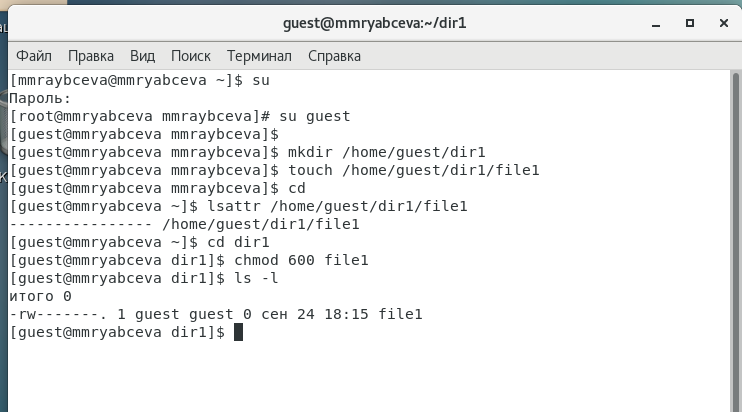 guest@mmryabceva:~/dir1
Файл Правка Вид Поиск Терминал Справка
[mmraybceva@mmryabceva ~]$ su
Пароль:
[root@mmryabceva mmraybceva]# su guest
[guest@mmryabceva mmraybceva]$
[guest@mmryabceva mmraybceva]$ mkdir /home/guest/dir1
[guest@mmryabceva mmraybceva]$ touch /home/guest/dir1/file1
[guest@mmryabceva mmraybceva]$ cd
[guest@mmryabceva ~]$ lsattr /home/guest/dir1/file1
---------------- /home/guest/dir1/file1
[guest@mmryabceva ~]$ cd dir1
[guest@mmryabceva dir1]$ chmod 600 file1
[guest@mmryabceva dir1]$ ls -l
итого 0
-rw-------. 1 guest guest 0 сен 24 18:15 file1
[guest@mmryabceva dir1]$